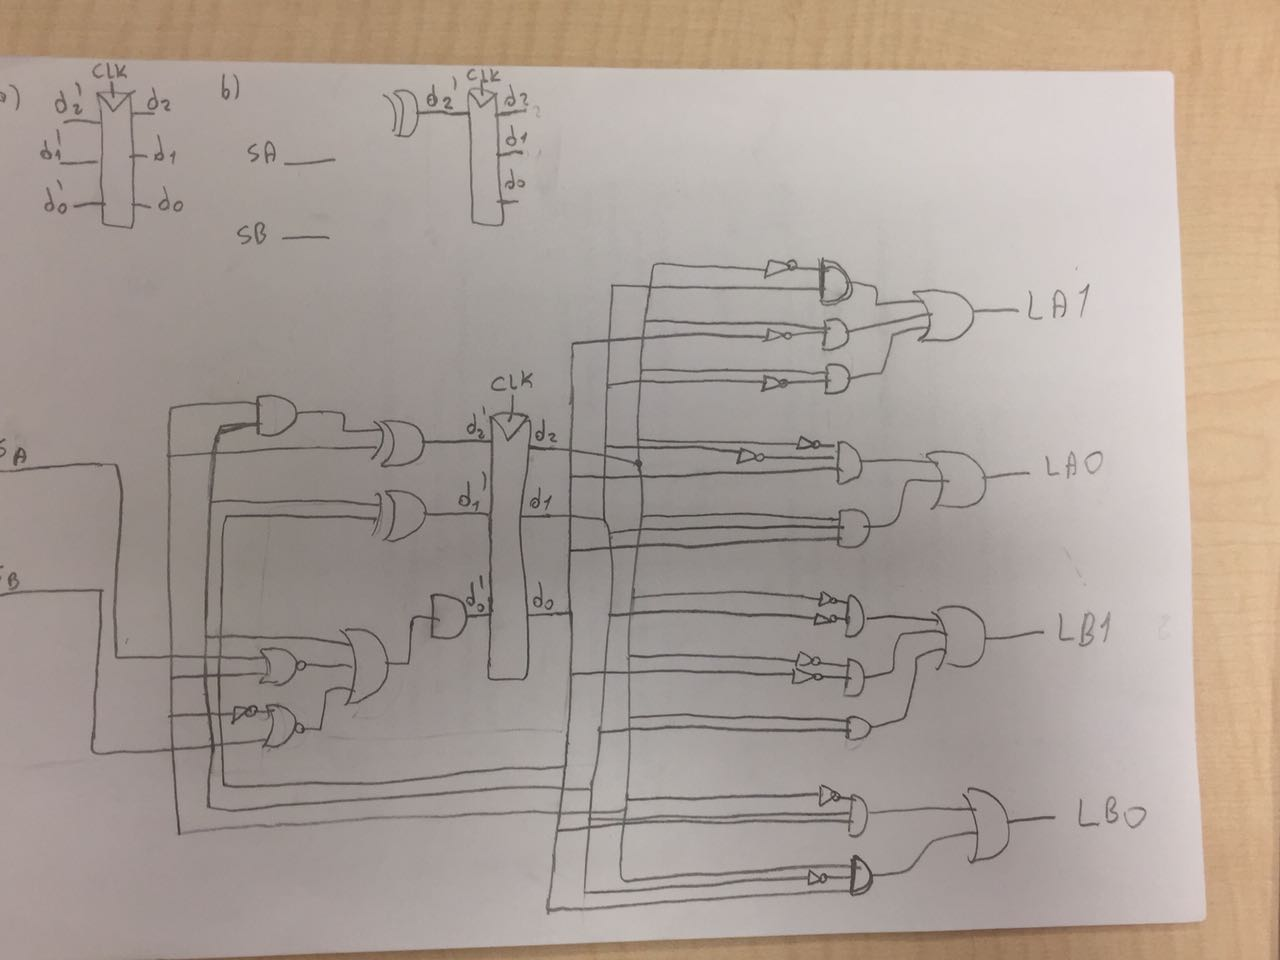 CLK
d2' d2
d1' d1
d0' d0
b)
SA
SB
CLK
d2' d2
d1
d0
SA
CLK
d2' d2
d1' d1
d0' d0
LA1
LA0
LB1
LB0